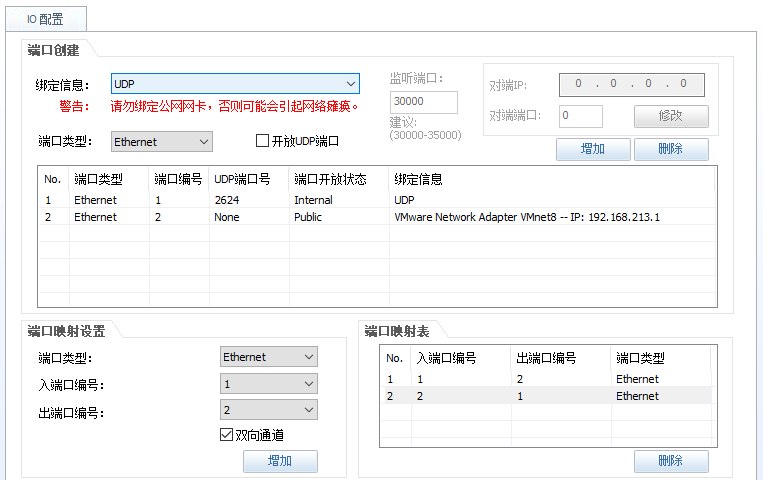 IO 配置
端口创建
绑定信息： UDP
警告： 请勿绑定公网网卡，否则可能会引起网络瘫痪。
端口类型： Ethernet 开放UDP端口
监听端口：
30000
建议:
(30000-35000)
对端IP: 0 . 0 . 0 . 0
对端端口: 0 修改
增加 删除
No. 端口类型 端口编号 UDP端口号 端口开放状态 绑定信息
1 Ethernet 1 2624 Internal UDP
2 Ethernet 2 None Public VMware Network Adapter VMnet8 -- IP: 192.168.213.1
端口映射设置
端口类型： Ethernet
入端口编号： 1
出端口编号： 2
双向通道
增加
端口映射表
No. 入端口编号 出端口编号 端口类型
1 1 2 Ethernet
2 2 1 Ethernet
删除